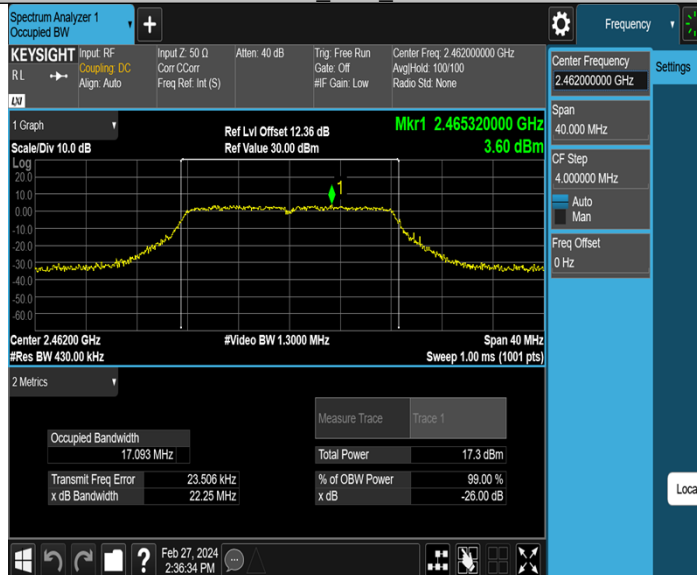 Spectrum Analyzer 1
Occupied BW
+
Frequency
KEYSIGHT
RL
LXI
Input: RF
Coupling: DC
Align: Auto
Input Z: 50 Ω
Corr CCorr
Freq Ref: Int (S)
Atten: 40 dB
Trig: Free Run
Gate: Off
#IF Gain: Low
Center Freq: 2.462000000 GHz
Avg|Hold: 100/100
Radio Std: None
Center Frequency
2.462000000 GHz
Settings
Span
40.000 MHz
CF Step
4.000000 MHz
Auto
Man
Freq Offset
0 Hz
1 Graph
Scale/Div 10.0 dB
Ref Lvl Offset 12.36 dB
Ref Value 30.00 dBm
Mkr1 2.465320000 GHz
3.60 dBm
Log
20.0
10.0
0.00
-10.0
-20.0
-30.0
-40.0
-50.0
-60.0
1
Center 2.46200 GHz
#Res BW 430.00 kHz
#Video BW 1.3000 MHz
Span 40 MHz
Sweep 1.00 ms (1001 pts)
2 Metrics
Measure Trace Trace 1
Occupied Bandwidth
17.093 MHz
Total Power 17.3 dBm
Transmit Freq Error 23.506 kHz
% of OBW Power 99.00 %
x dB Bandwidth 22.25 MHz
x dB -26.00 dB
Loca
?
Feb 27, 2024
2:36:34 PM